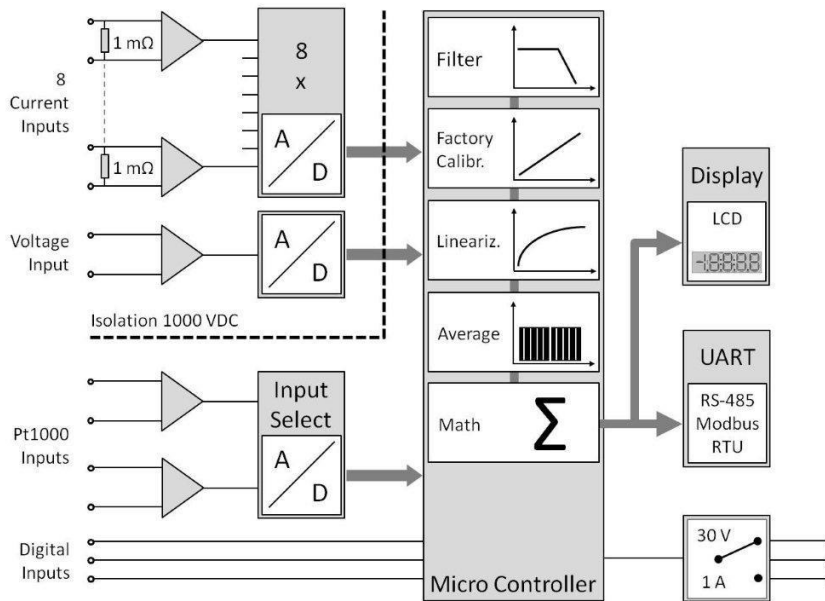 1 mΩ
8
Current
Inputs
1 mΩ
8
x
A
D
Voltage
Input
A
D
Isolation 1000 VDC
Pt1000
Inputs
Input
Select
A
D
Digital
Inputs
Filter
Factory
Calibr.
Lineariz.
Average
Math
Σ
Micro Controller
Display
LCD
-18888
UART
RS-485
Modbus
RTU
30 V
1 A